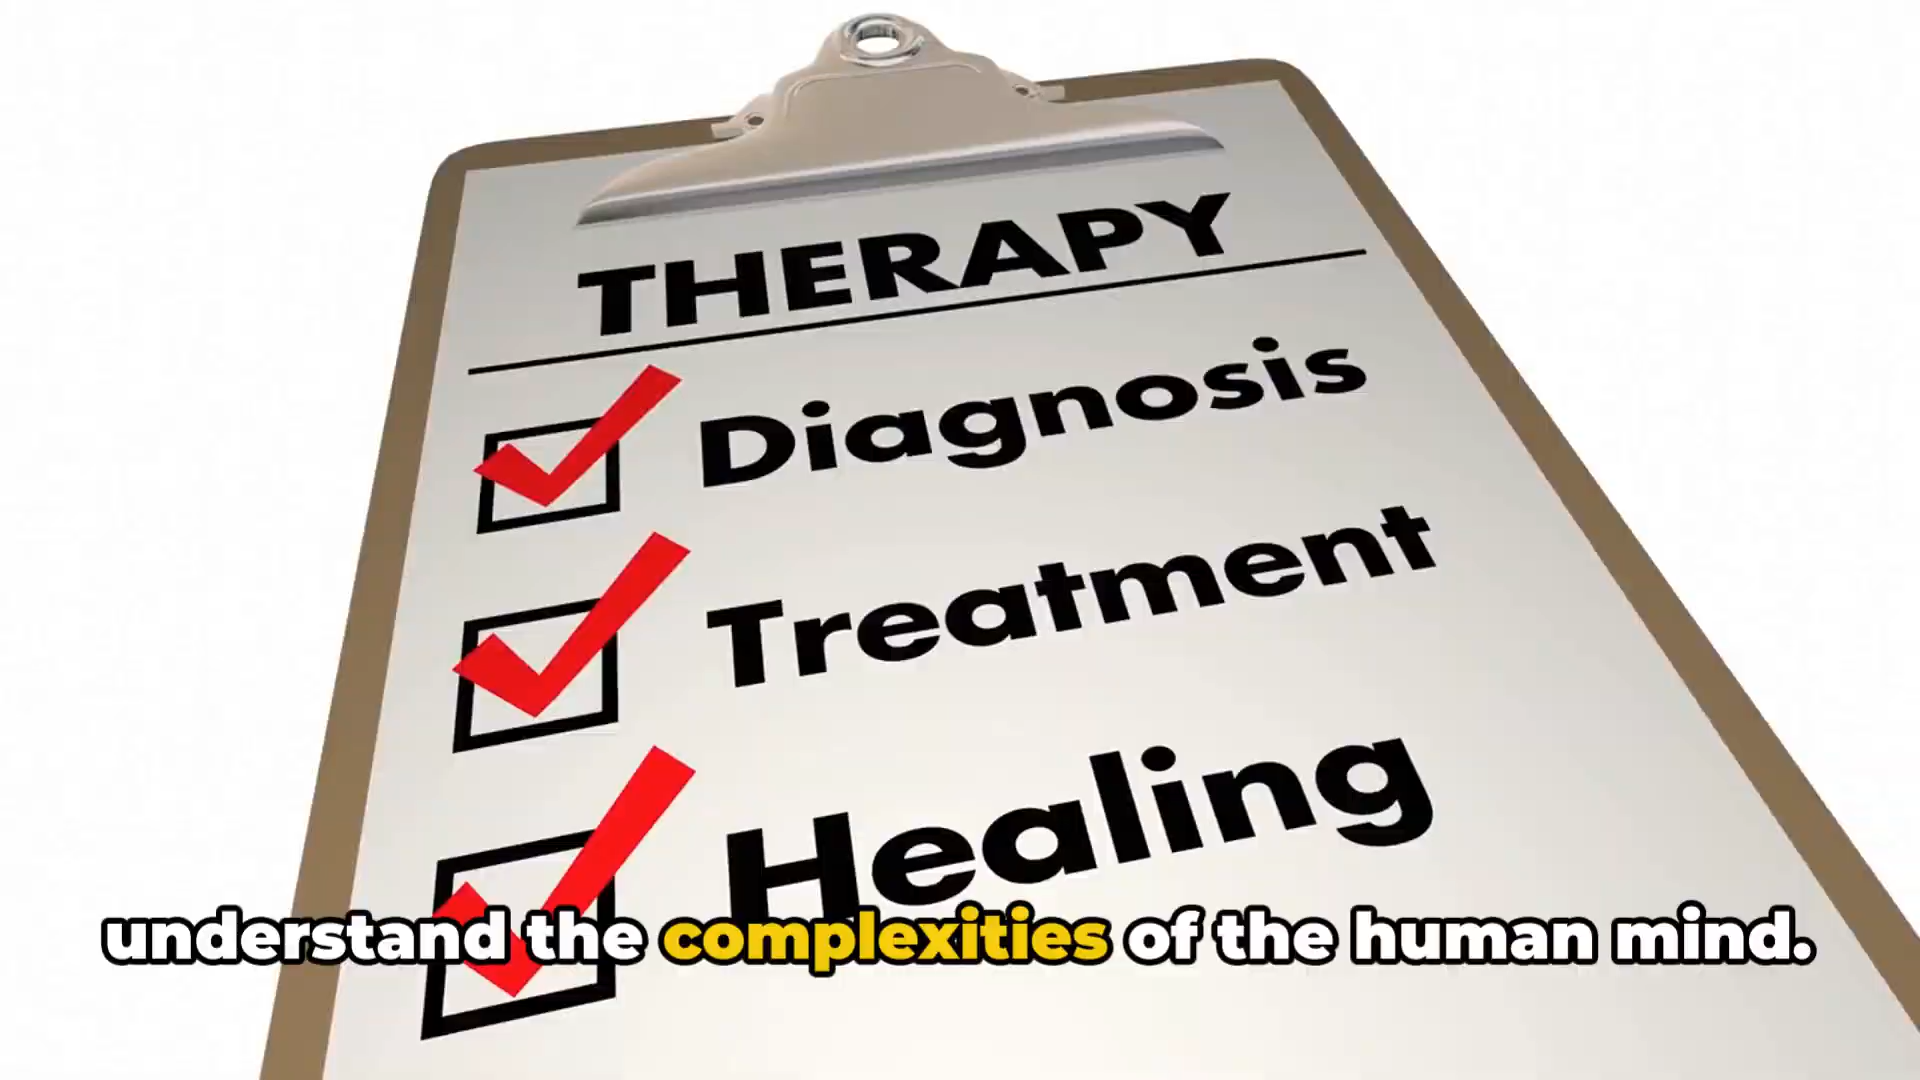 THERAPY
Diagnosis
Treatment
Healing
understand the complexities of the human mind.